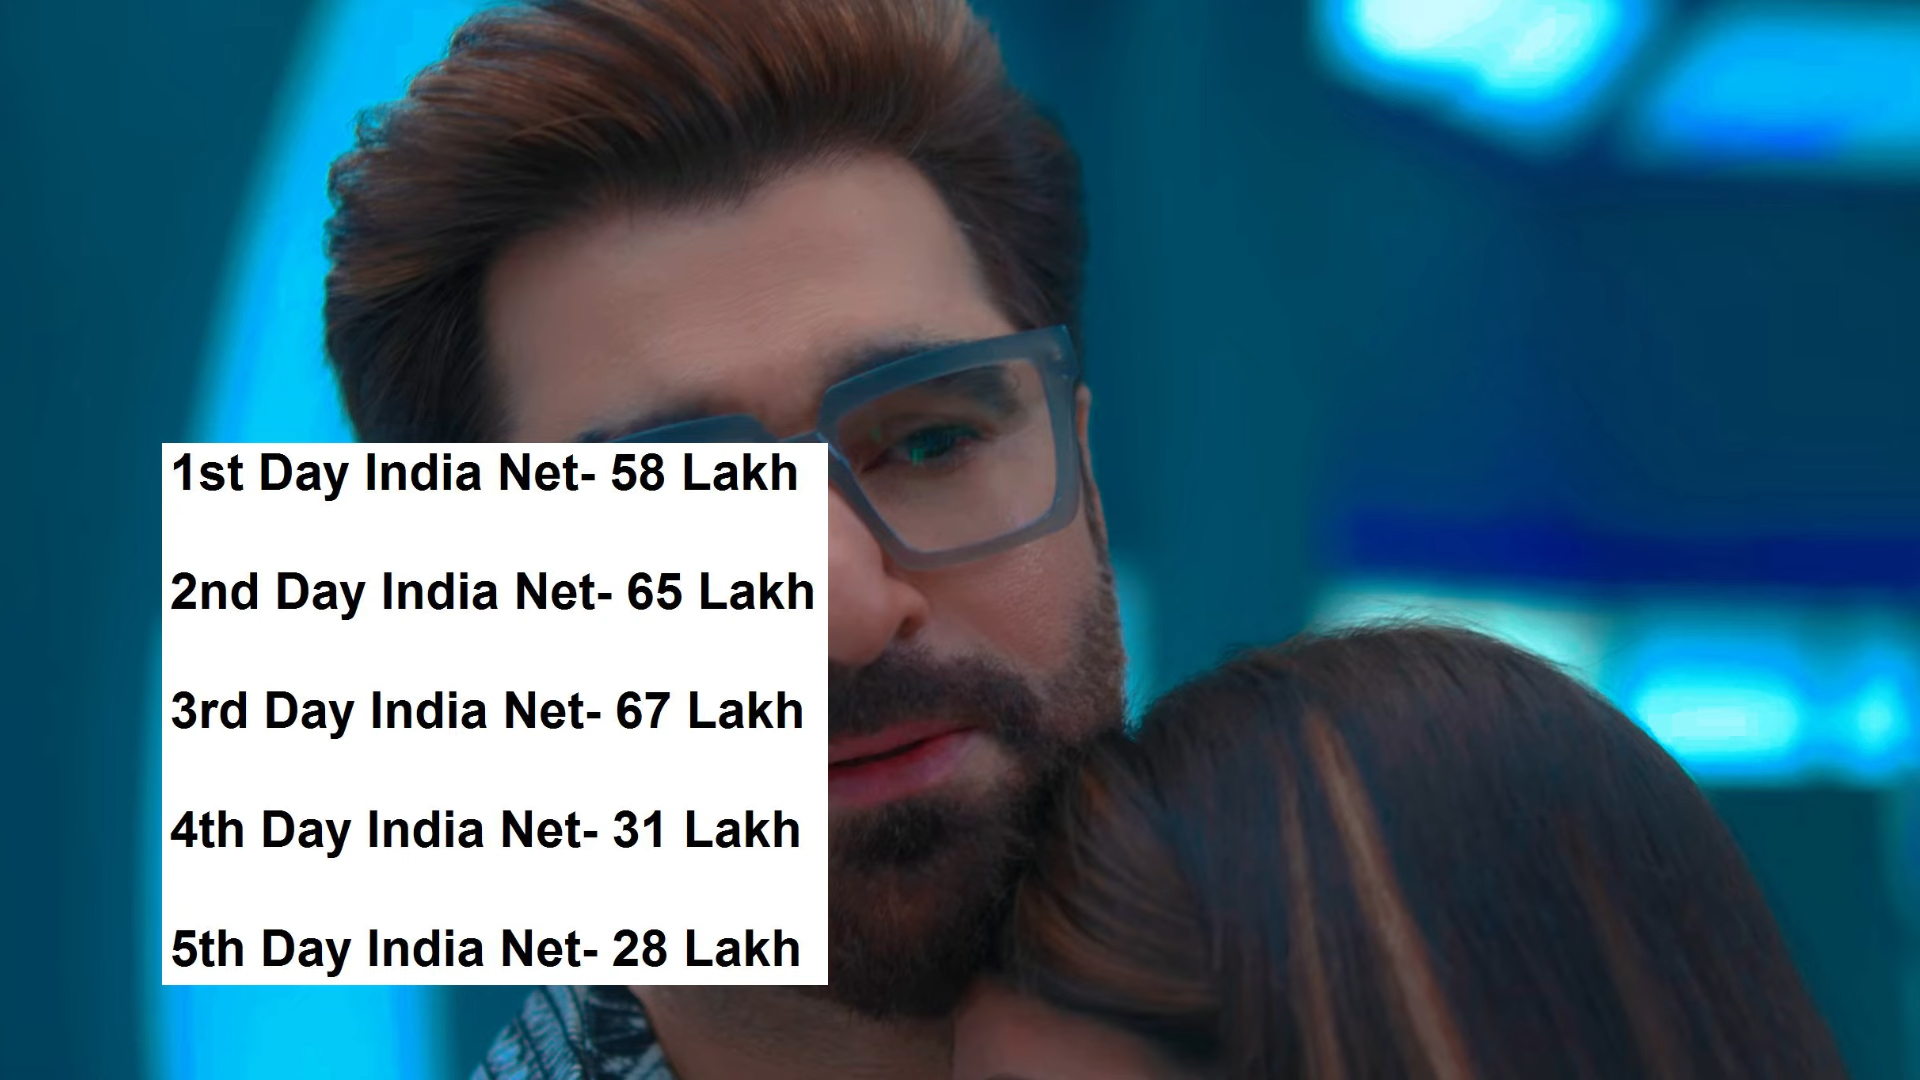 1st Day India Net- 58 Lakh
2nd Day India Net- 65 Lakh
3rd Day India Net- 67 Lakh
4th Day India Net- 31 Lakh
5th Day India Net- 28 Lakh